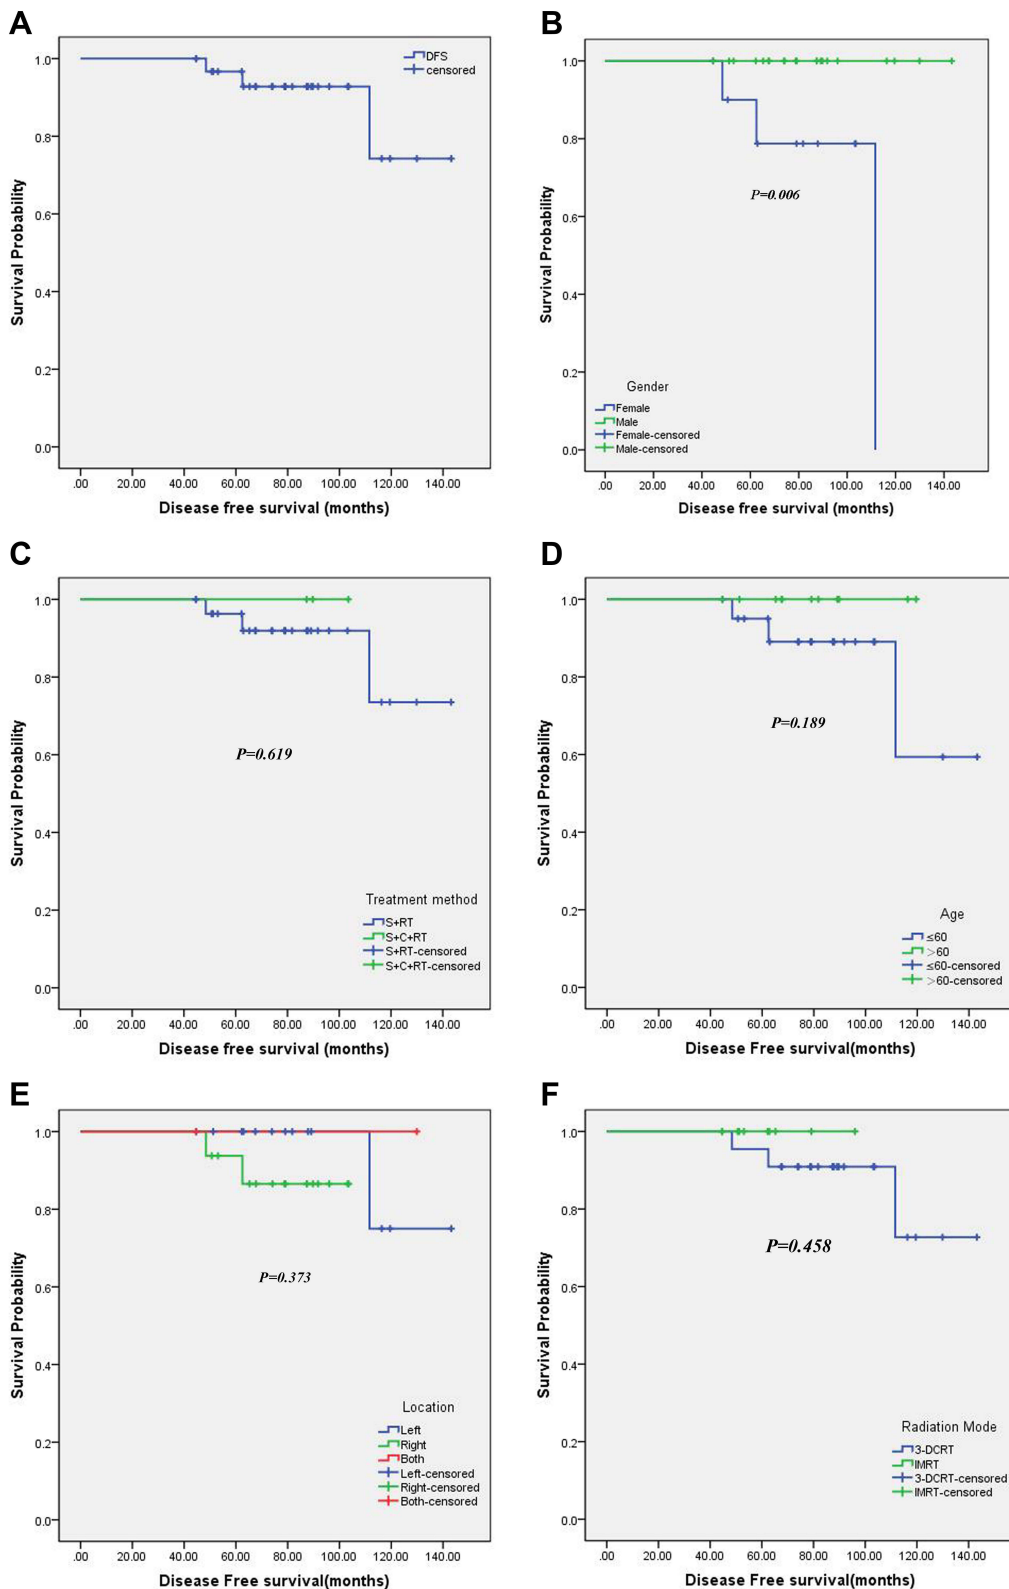 A
B
1.0
0.8
0.6
0.4
0.2
0.0
Survival Probability
DFS
censored
.00 20.00 40.00 60.00 80.00 100.00 120.00 140.00
Disease free survival (months)
1.0
0.8
0.6
0.4
0.2
0.0
Survival Probability
P=0.006
Gender
Female
Male
Female-censored
Male-censored
.00 20.00 40.00 60.00 80.00 100.00 120.00 140.00
Disease free survival (months)
C
D
1.0
0.8
0.6
0.4
0.2
0.0
Survival Probability
P=0.619
Treatment method
S+RT
S+C+RT
S+RT-censored
S+C+RT-censored
.00 20.00 40.00 60.00 80.00 100.00 120.00 140.00
Disease free survival (months)
1.0
0.8
0.6
0.4
0.2
0.0
Survival Probability
P=0.189
Age
≤60
>60
≤60-censored
>60-censored
.00 20.00 40.00 60.00 80.00 100.00 120.00 140.00
Disease Free survival(months)
E
F
1.0
0.8
0.6
0.4
0.2
0.0
Survival Probability
P=0.373
Location
Left
Right
Both
Left-censored
Right-censored
Both-censored
.00 20.00 40.00 60.00 80.00 100.00 120.00 140.00
Disease Free survival(months)
1.0
0.8
0.6
0.4
0.2
0.0
Survival Probability
P=0.458
Radiation Mode
3-DCRT
IMRT
3-DCRT-censored
IMRT-censored
.00 20.00 40.00 60.00 80.00 100.00 120.00 140.00
Disease Free survival(months)